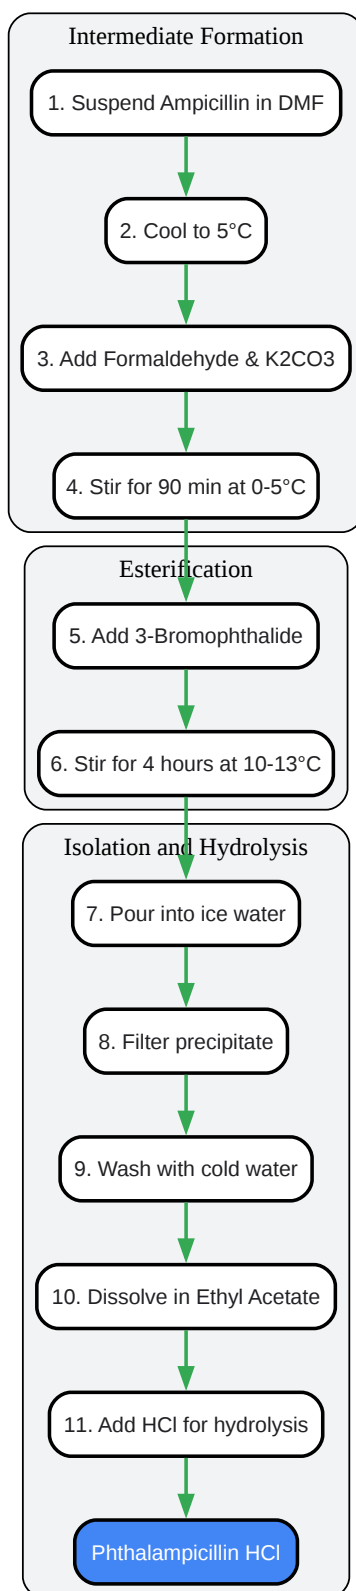 Intermediate Formation
1. Suspend Ampicillin in DMF
2. Cool to 5°C
3. Add Formaldehyde & K2CO3
4. Stir for 90 min at 0-5°C
Esterification
5. Add 3-Bromophthalide
6. Stir for 4 hours at 10-13°C
Isolation and Hydrolysis
7. Pour into ice water
8. Filter precipitate
9. Wash with cold water
10. Dissolve in Ethyl Acetate
11. Add HCl for hydrolysis
Phthalampicillin HCl